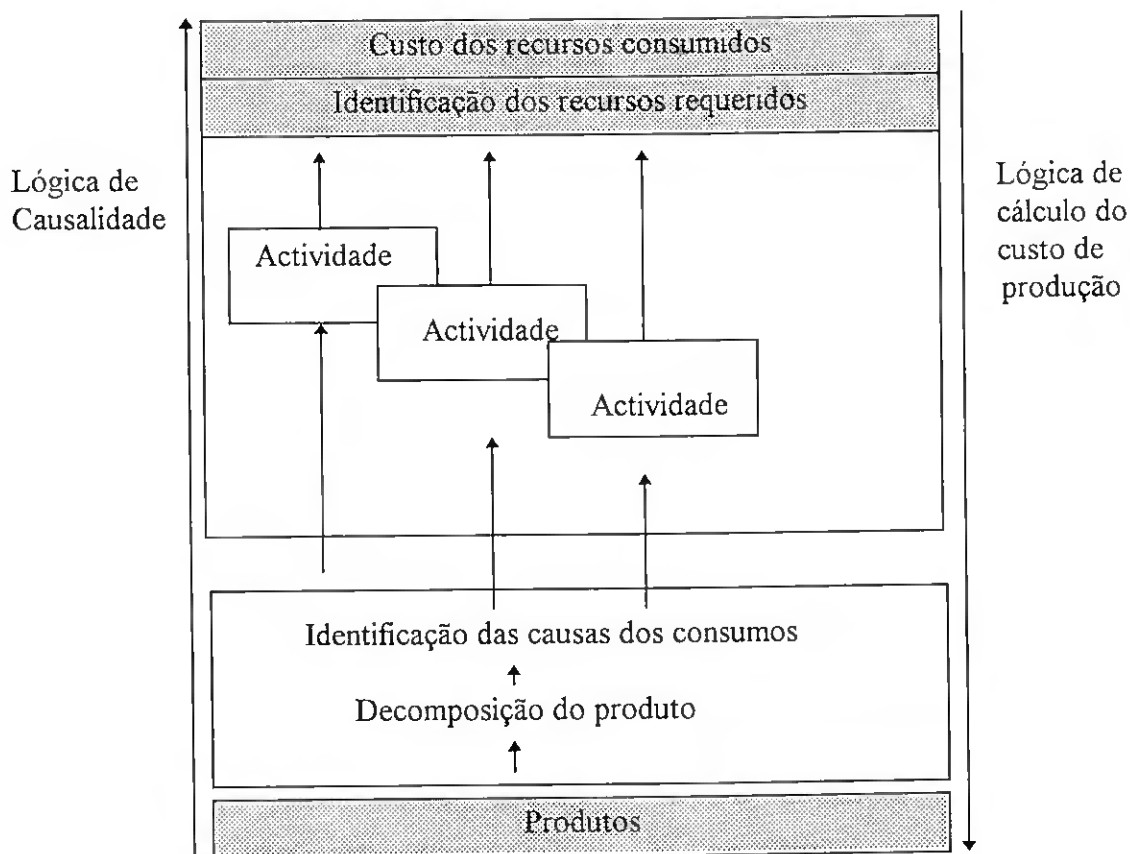 Custo dos recursos consumidos
Identificação dos recursos requeridos
Lógica de
Causalidade
Lógica de
cálculo do
custo de
produção
Actividade
Actividade
Actividade
Identificação das causas dos consumos
Decomposição do produto
Produtos